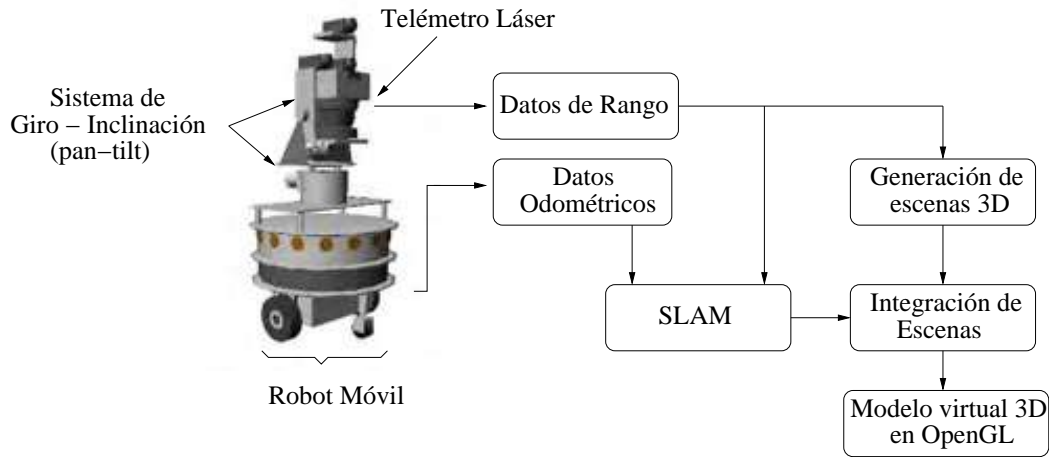 Telémetro Láser
Sistema de
Giro − Inclinación
(pan−tilt)
Datos de Rango
Datos
Odométricos
Generación de
escenas 3D
SLAM
Integración de
Escenas
Robot Móvil
Modelo virtual 3D
en OpenGL